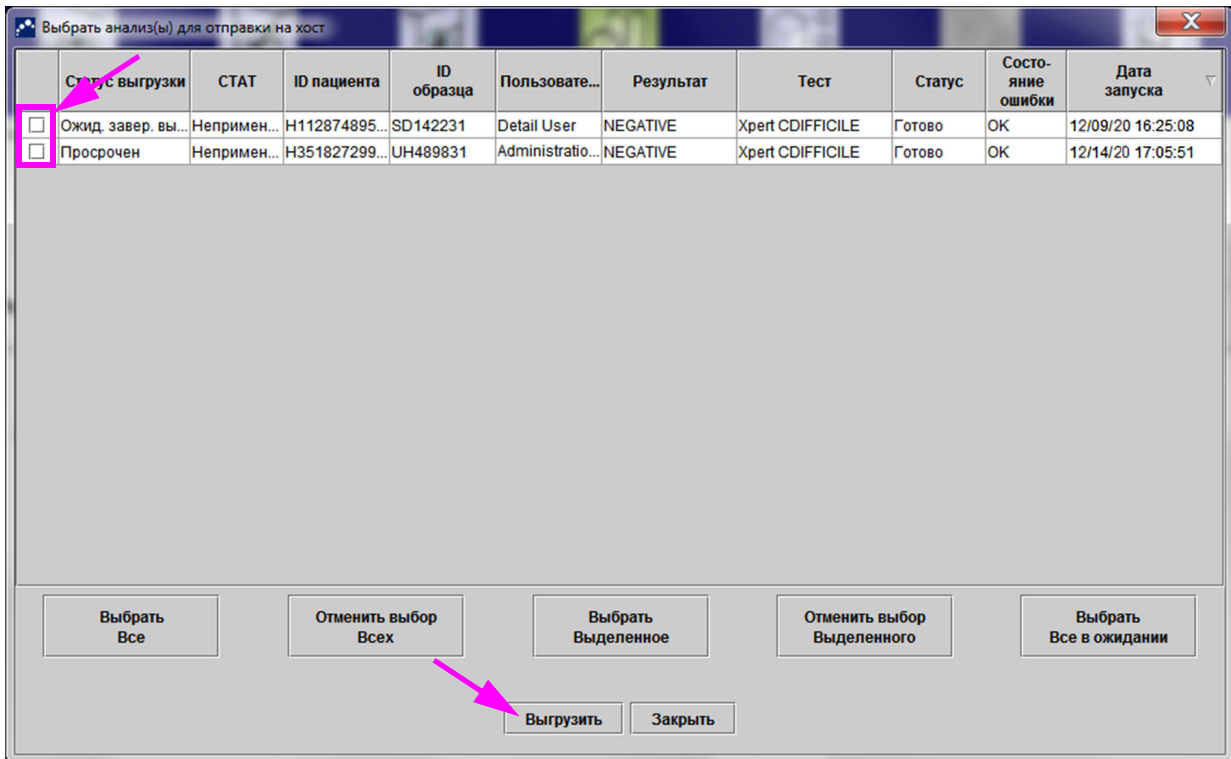 Выбрать анализ(ы) для отправки на хост
Статус выгрузки СТАТ ID пациента ID образца Пользовате... Результат Тест Статус Состо-яние ошибки Дата запуска
Ожид. завер. вы... Непримен... H112874895... SD142231 Detail User NEGATIVE Xpert CDIFFICILE Готово OK 12/09/20 16:25:08
Просрочен Непримен... H351827299... UH489831 Administratio... NEGATIVE Xpert CDIFFICILE Готово OK 12/14/20 17:05:51
Выбрать Все
Отменить выбор Всех
Выбрать Выделенное
Отменить выбор Выделенного
Выбрать Все в ожидании
Выгрузить
Закрыть